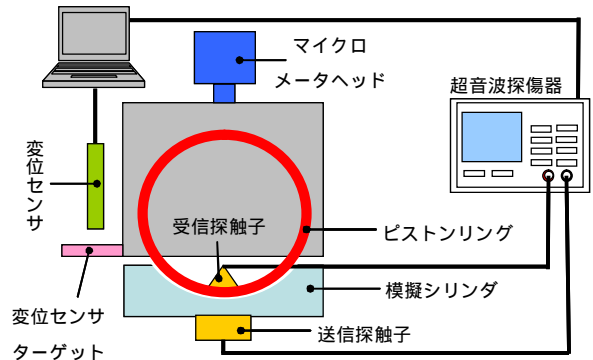 マイクロ
メータヘッド
超音波探傷器
変位センサ
受信探触子
ピストンリング
模擬シリンダ
変位センサ
ターゲット
送信探触子